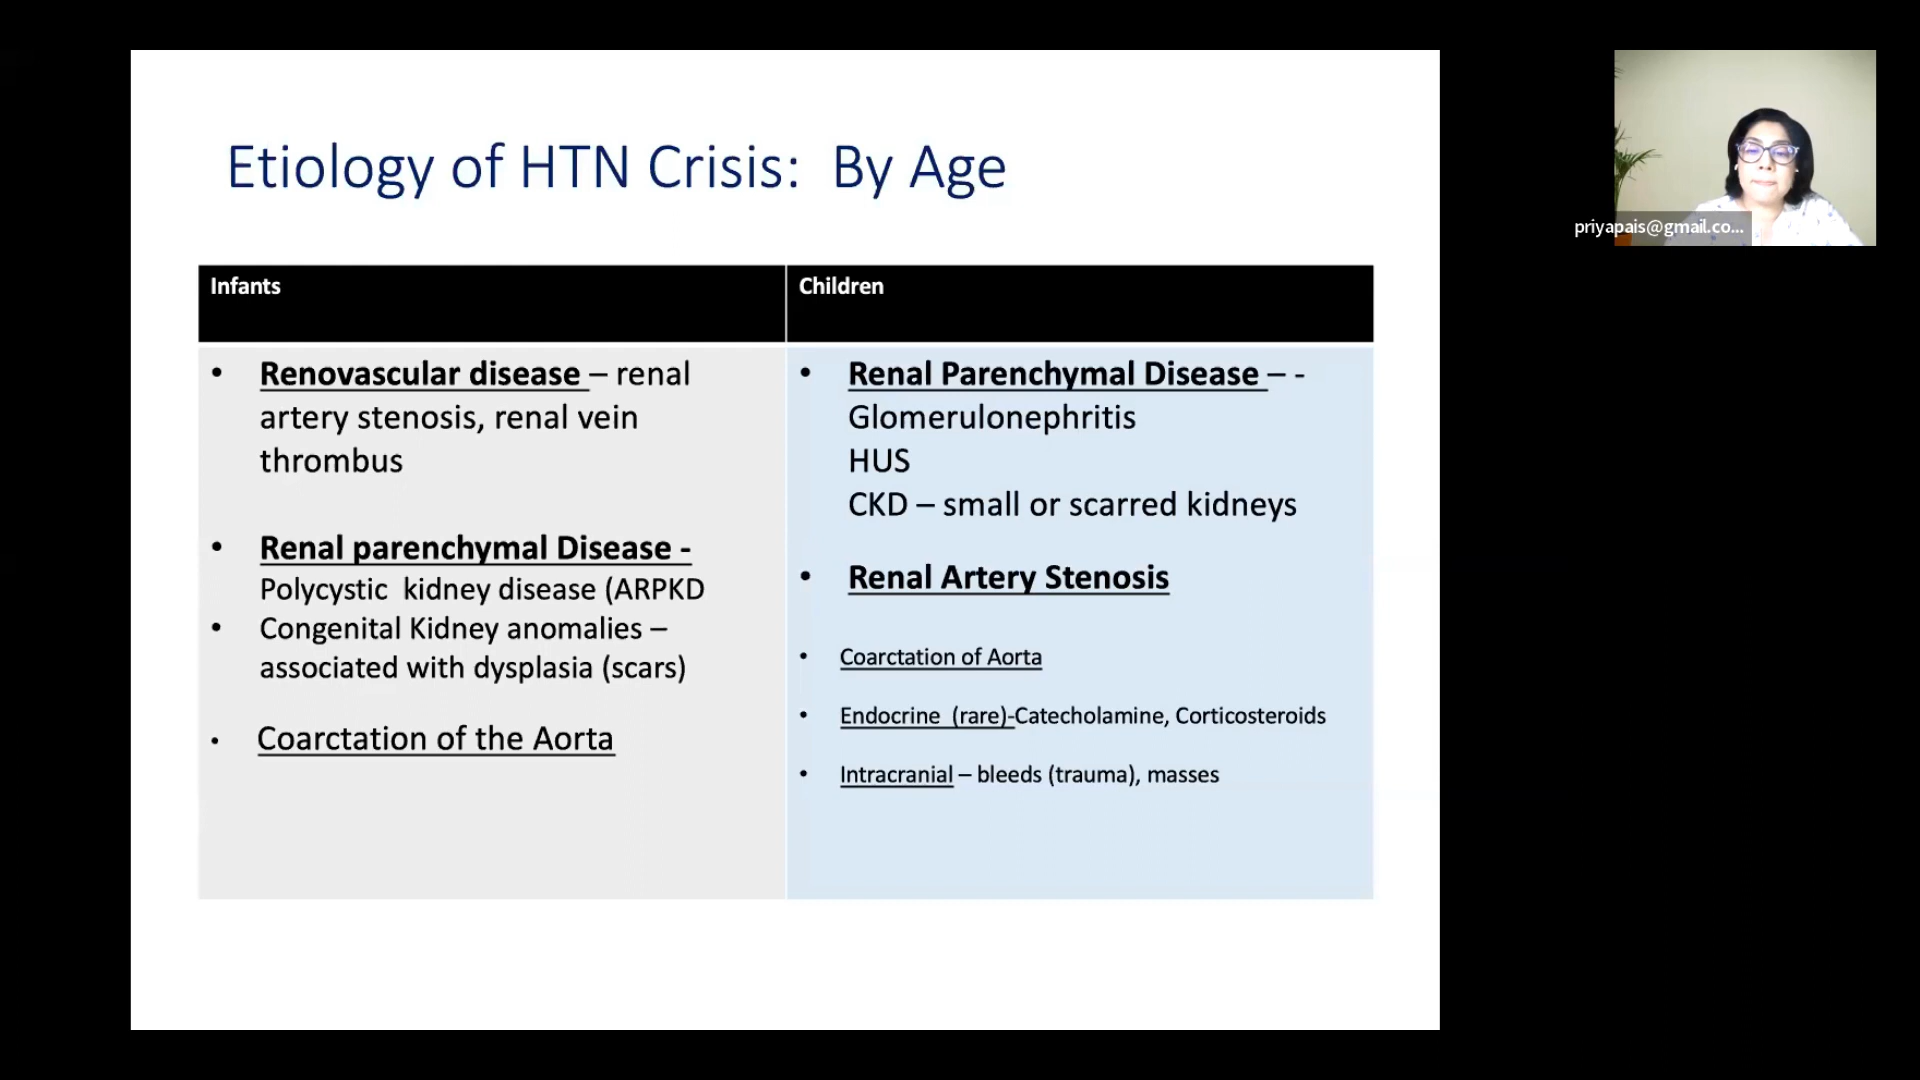 Etiology of HTN Crisis:  By Age
priyapais@gmail.co...
Infants
• Renovascular disease – renal
artery stenosis, renal vein
thrombus
• Renal parenchymal Disease -
Polycystic  kidney disease (ARPKD
• Congenital Kidney anomalies –
associated with dysplasia (scars)
• Coarctation of the Aorta
Children
• Renal Parenchymal Disease – -
Glomerulonephritis
HUS
CKD – small or scarred kidneys
• Renal Artery Stenosis
• Coarctation of Aorta
• Endocrine  (rare)-Catecholamine, Corticosteroids
• Intracranial – bleeds (trauma), masses